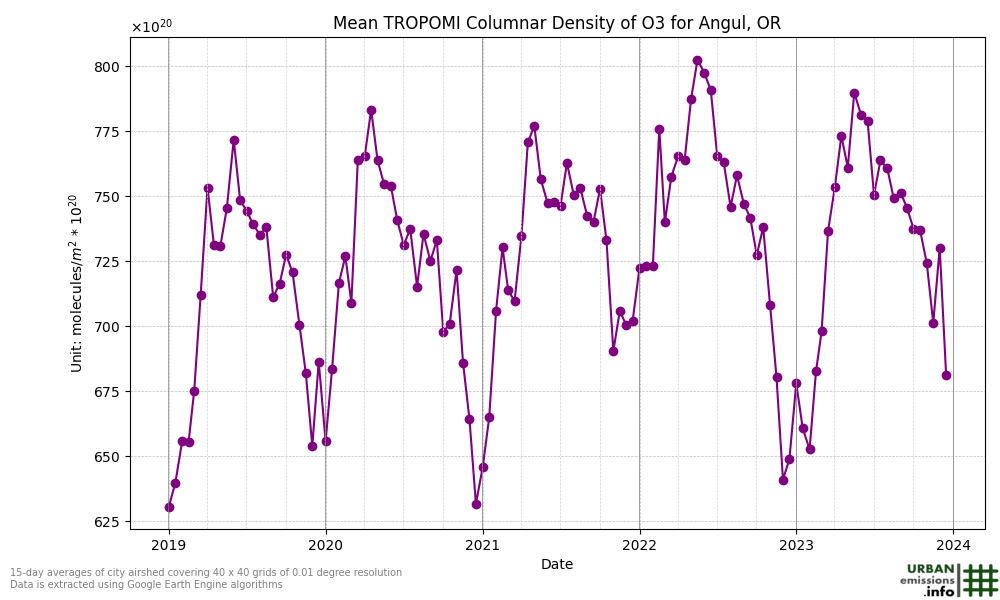 Mean TROPOMI Columnar Density of O3 for Angul, OR
×10²⁰
Unit: molecules/m² * 10²⁰
800
775
750
725
700
675
650
625
2019
2020
2021
2022
2023
2024
Date
15-day averages of city airshed covering 40 x 40 grids of 0.01 degree resolution
Data is extracted using Google Earth Engine algorithms
URBAN
emissions
.info